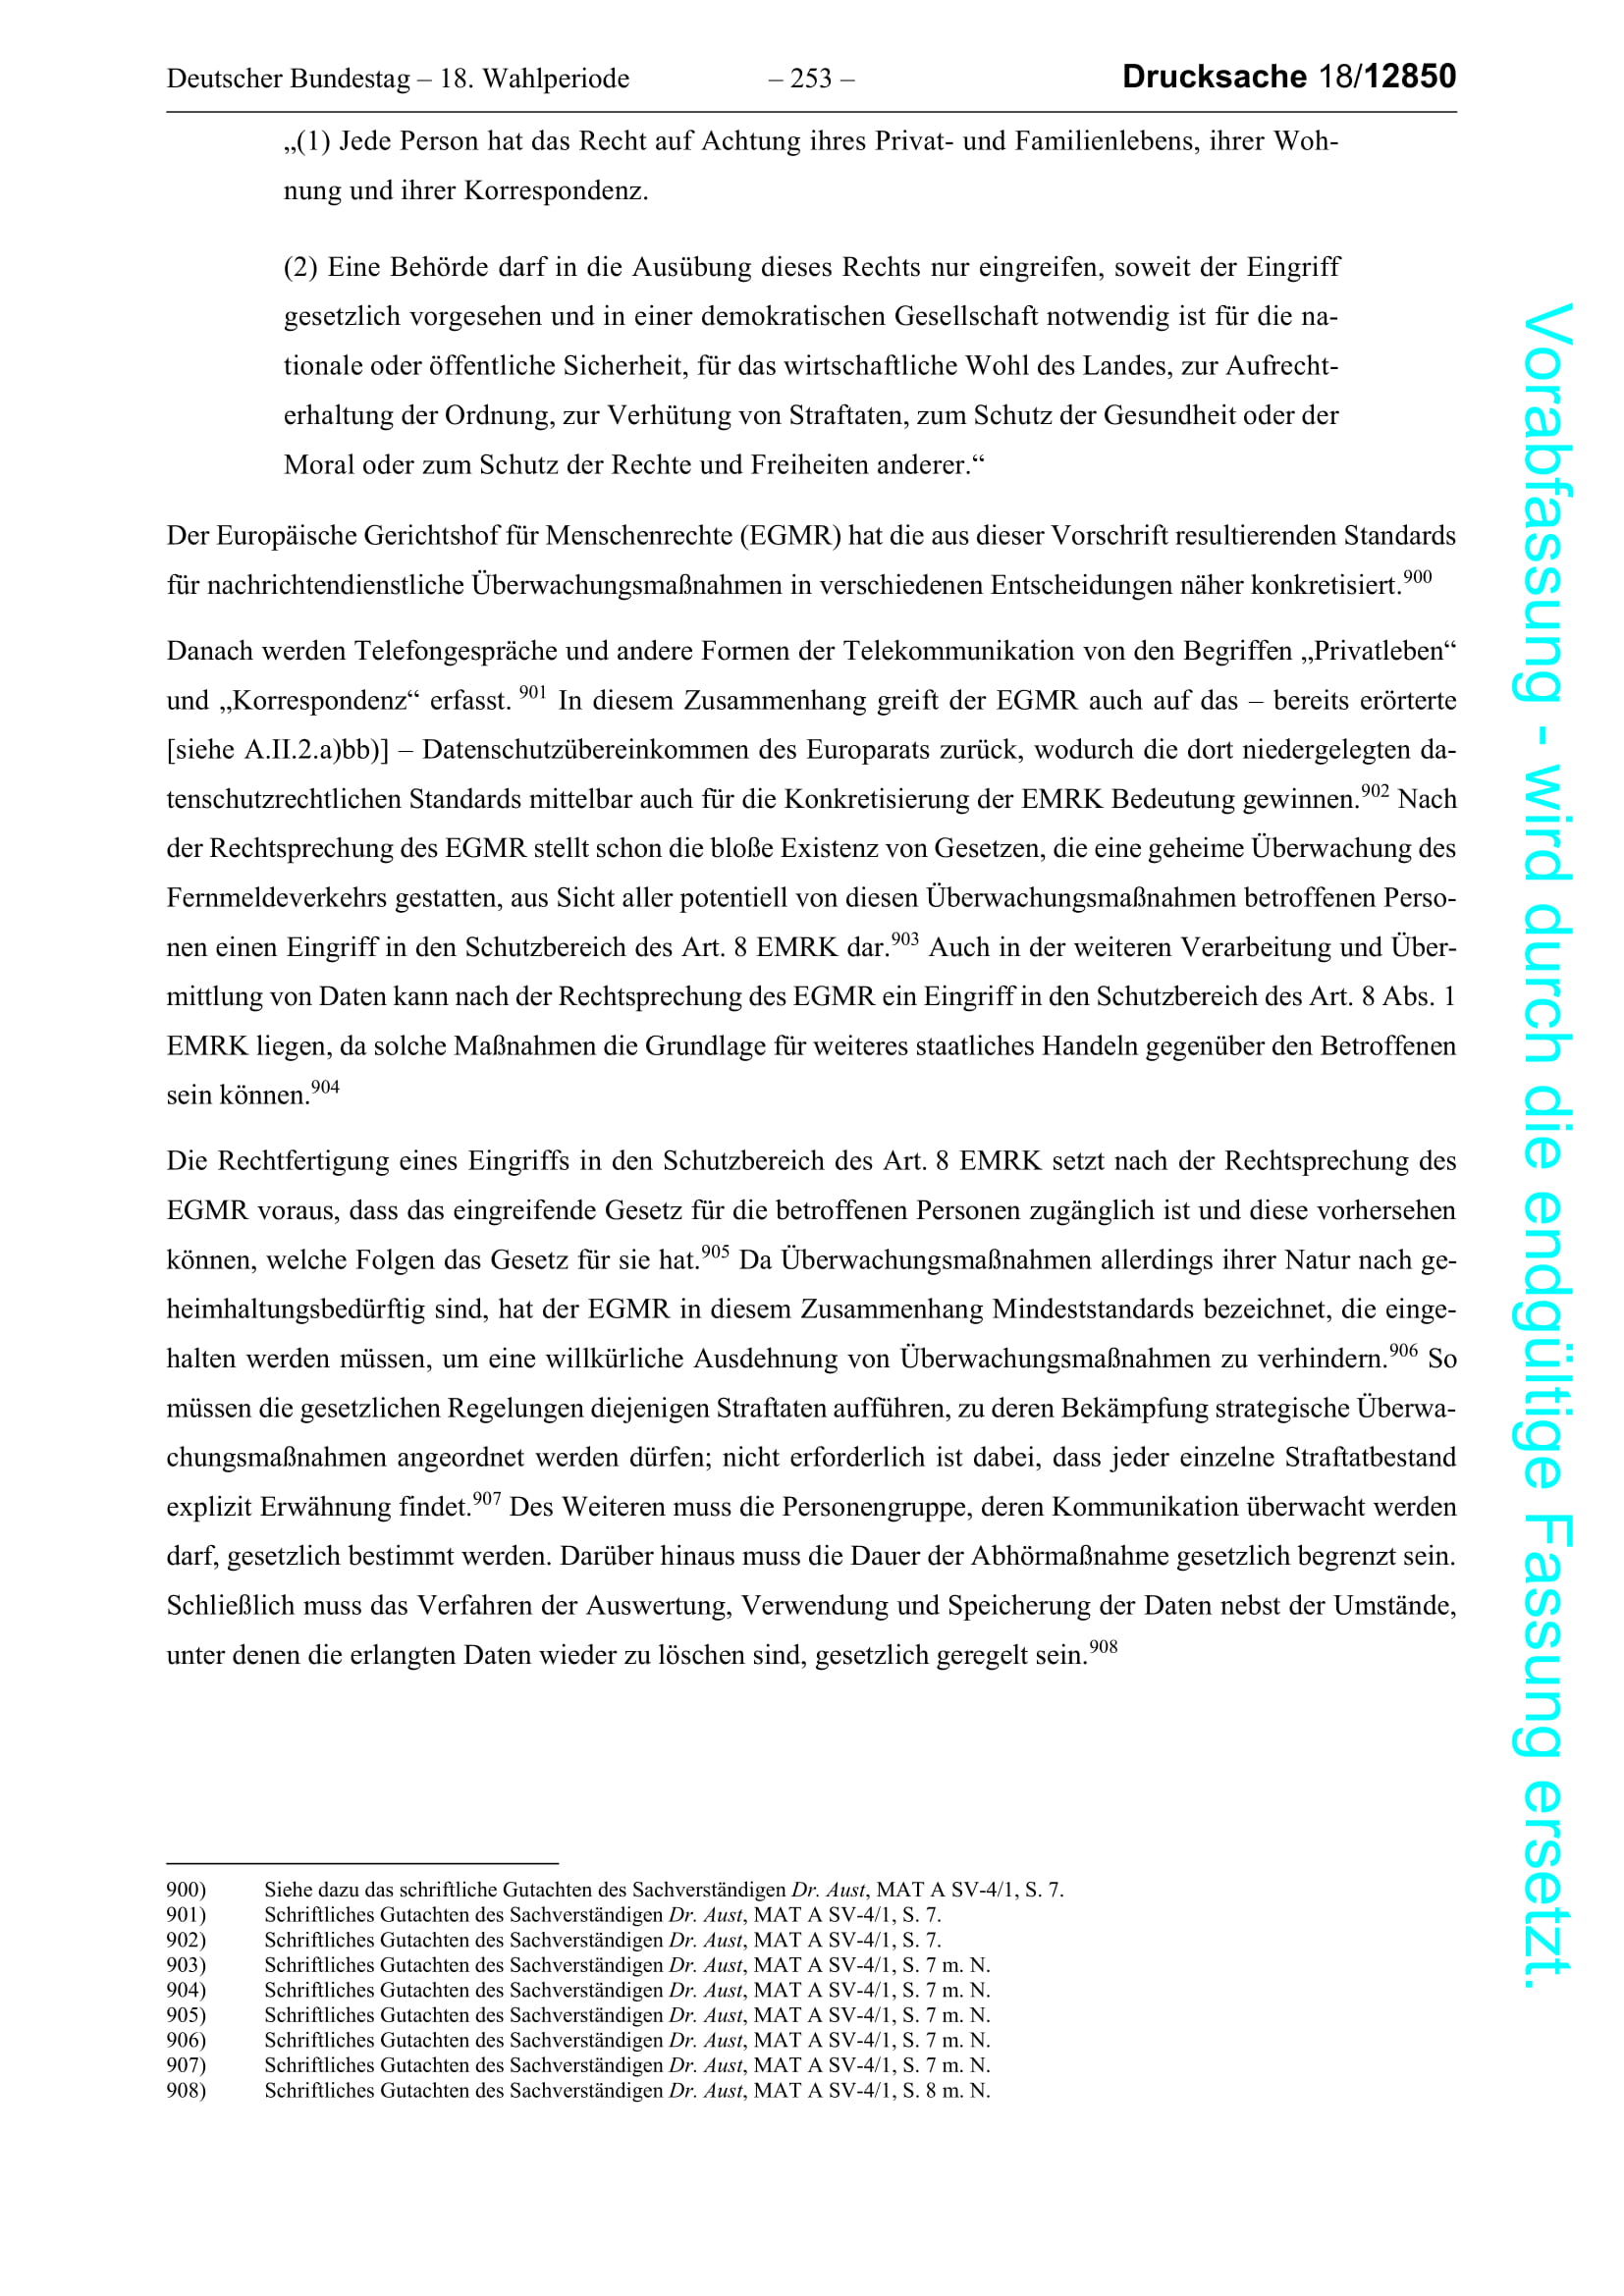 Deutscher Bundestag – 18. Wahlperiode – 253 – Drucksache 18/12850
„(1) Jede Person hat das Recht auf Achtung ihres Privat- und Familienlebens, ihrer Woh-
nung und ihrer Korrespondenz.
(2) Eine Behörde darf in die Ausübung dieses Rechts nur eingreifen, soweit der Eingriff
gesetzlich vorgesehen und in einer demokratischen Gesellschaft notwendig ist für die na-
tionale oder öffentliche Sicherheit, für das wirtschaftliche Wohl des Landes, zur Aufrecht-
erhaltung der Ordnung, zur Verhütung von Straftaten, zum Schutz der Gesundheit oder der
Moral oder zum Schutz der Rechte und Freiheiten anderer.“
Der Europäische Gerichtshof für Menschenrechte (EGMR) hat die aus dieser Vorschrift resultierenden Standards
für nachrichtendienstliche Überwachungsmaßnahmen in verschiedenen Entscheidungen näher konkretisiert.900
Danach werden Telefongespräche und andere Formen der Telekommunikation von den Begriffen „Privatleben“
und „Korrespondenz“ erfasst. 901 In diesem Zusammenhang greift der EGMR auch auf das – bereits erörterte
[siehe A.II.2.a)bb)] – Datenschutzübereinkommen des Europarats zurück, wodurch die dort niedergelegten da-
tenschutzrechtlichen Standards mittelbar auch für die Konkretisierung der EMRK Bedeutung gewinnen.902 Nach
der Rechtsprechung des EGMR stellt schon die bloße Existenz von Gesetzen, die eine geheime Überwachung des
Fernmeldeverkehrs gestatten, aus Sicht aller potentiell von diesen Überwachungsmaßnahmen betroffenen Perso-
nen einen Eingriff in den Schutzbereich des Art. 8 EMRK dar.903 Auch in der weiteren Verarbeitung und Über-
mittlung von Daten kann nach der Rechtsprechung des EGMR ein Eingriff in den Schutzbereich des Art. 8 Abs. 1
EMRK liegen, da solche Maßnahmen die Grundlage für weiteres staatliches Handeln gegenüber den Betroffenen
sein können.904
Die Rechtfertigung eines Eingriffs in den Schutzbereich des Art. 8 EMRK setzt nach der Rechtsprechung des
EGMR voraus, dass das eingreifende Gesetz für die betroffenen Personen zugänglich ist und diese vorhersehen
können, welche Folgen das Gesetz für sie hat.905 Da Überwachungsmaßnahmen allerdings ihrer Natur nach ge-
heimhaltungsbedürftig sind, hat der EGMR in diesem Zusammenhang Mindeststandards bezeichnet, die einge-
halten werden müssen, um eine willkürliche Ausdehnung von Überwachungsmaßnahmen zu verhindern.906 So
müssen die gesetzlichen Regelungen diejenigen Straftaten aufführen, zu deren Bekämpfung strategische Überwa-
chungsmaßnahmen angeordnet werden dürfen; nicht erforderlich ist dabei, dass jeder einzelne Straftatbestand
explizit Erwähnung findet.907 Des Weiteren muss die Personengruppe, deren Kommunikation überwacht werden
darf, gesetzlich bestimmt werden. Darüber hinaus muss die Dauer der Abhörmaßnahme gesetzlich begrenzt sein.
Schließlich muss das Verfahren der Auswertung, Verwendung und Speicherung der Daten nebst der Umstände,
unter denen die erlangten Daten wieder zu löschen sind, gesetzlich geregelt sein.908
900) Siehe dazu das schriftliche Gutachten des Sachverständigen Dr. Aust, MAT A SV-4/1, S. 7.
901) Schriftliches Gutachten des Sachverständigen Dr. Aust, MAT A SV-4/1, S. 7.
902) Schriftliches Gutachten des Sachverständigen Dr. Aust, MAT A SV-4/1, S. 7.
903) Schriftliches Gutachten des Sachverständigen Dr. Aust, MAT A SV-4/1, S. 7 m. N.
904) Schriftliches Gutachten des Sachverständigen Dr. Aust, MAT A SV-4/1, S. 7 m. N.
905) Schriftliches Gutachten des Sachverständigen Dr. Aust, MAT A SV-4/1, S. 7 m. N.
906) Schriftliches Gutachten des Sachverständigen Dr. Aust, MAT A SV-4/1, S. 7 m. N.
907) Schriftliches Gutachten des Sachverständigen Dr. Aust, MAT A SV-4/1, S. 7 m. N.
908) Schriftliches Gutachten des Sachverständigen Dr. Aust, MAT A SV-4/1, S. 8 m. N.
Vorabfassung - wird durch die endgültige Fassung ersetzt.